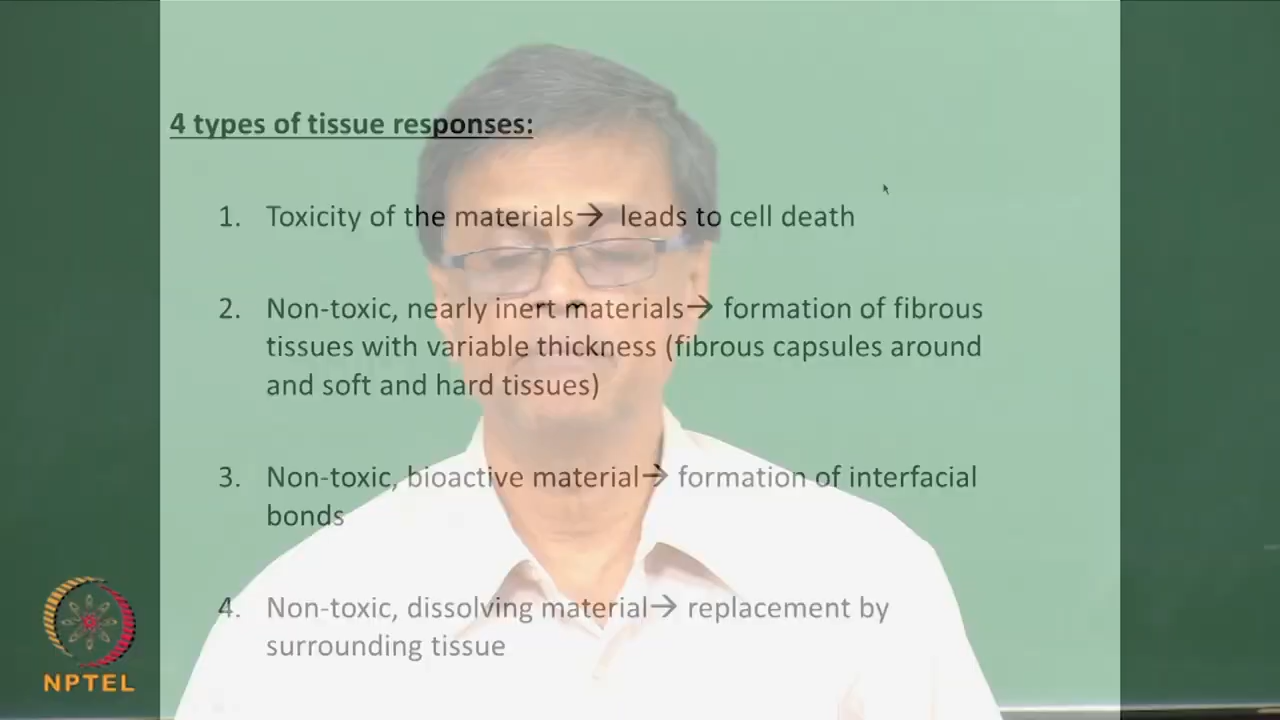 4 types of tissue responses:
1. Toxicity of the materials→ leads to cell death
2. Non-toxic, nearly inert materials→ formation of fibrous
tissues with variable thickness (fibrous capsules around
and soft and hard tissues)
3. Non-toxic, bioactive material→ formation of interfacial
bonds
4. Non-toxic, dissolving material→ replacement by
surrounding tissue
NPTEL